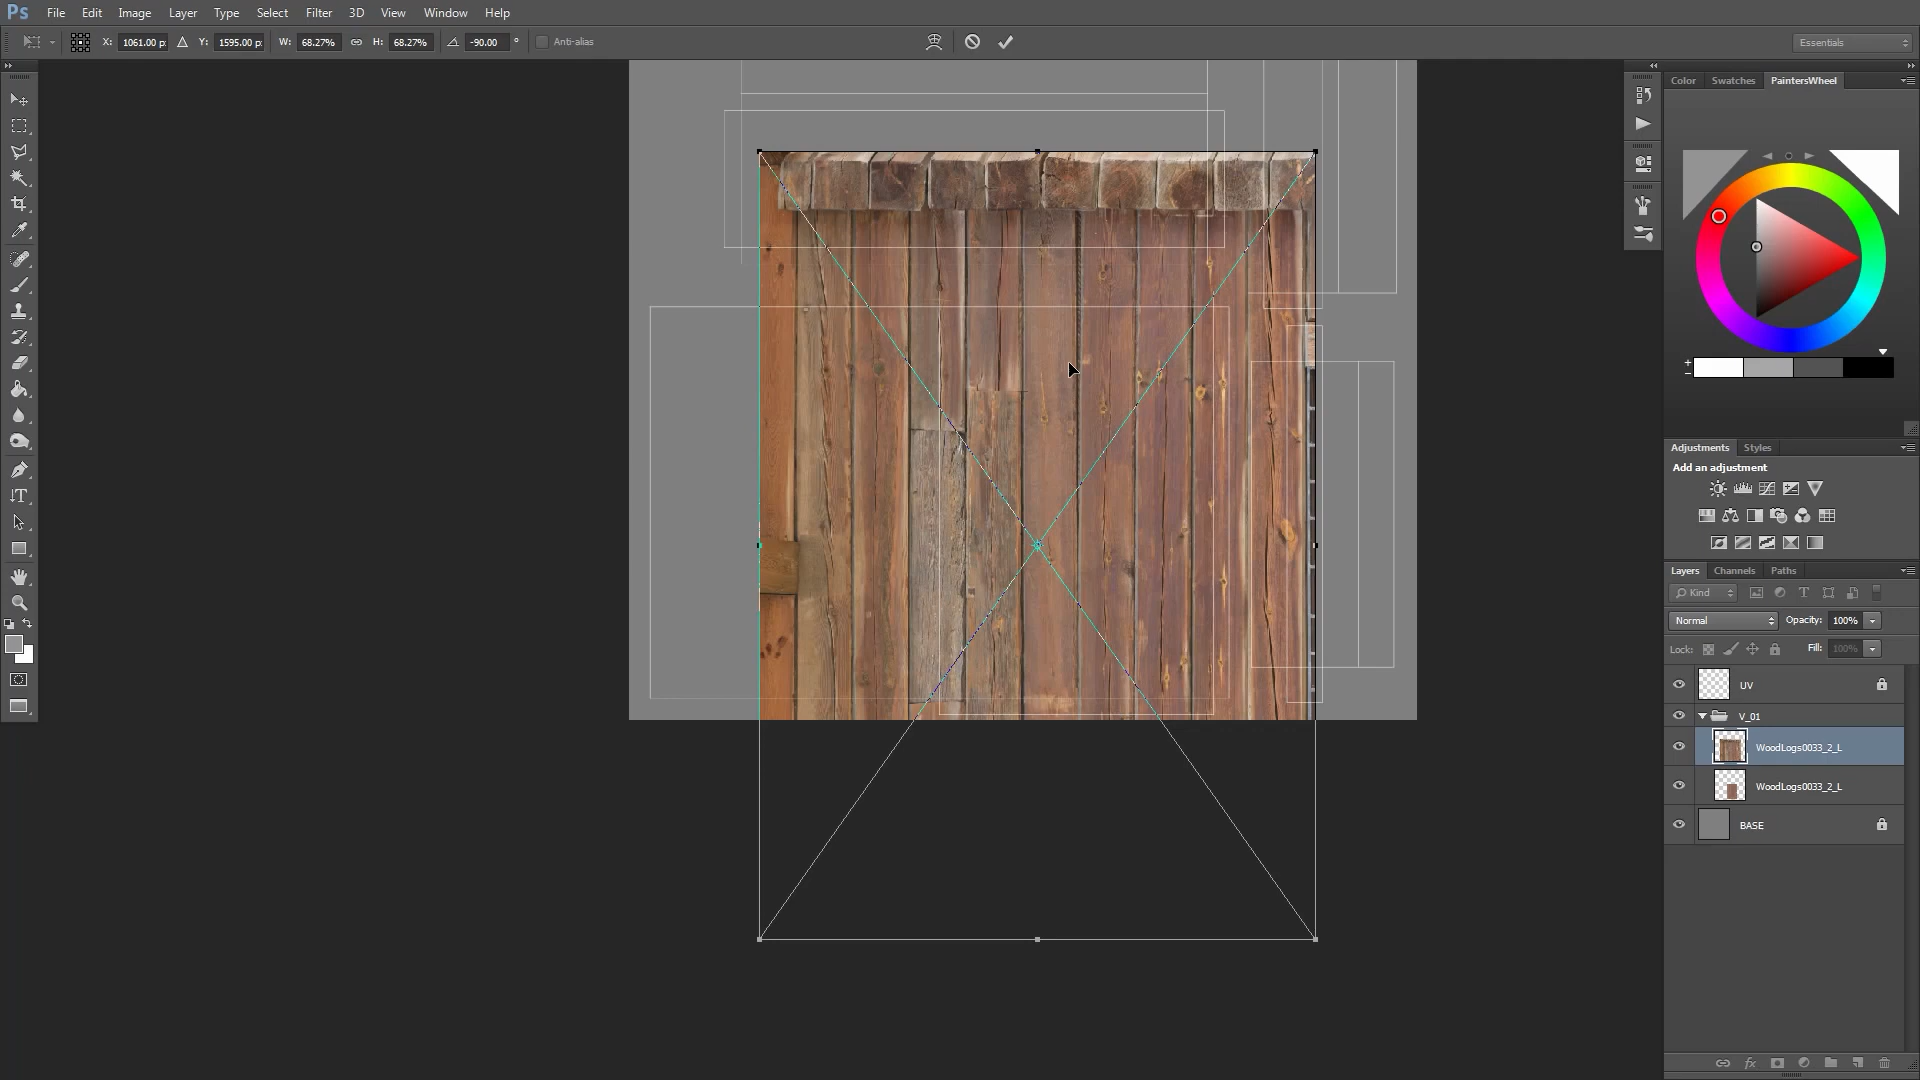 Ps File Edit Image Layer Type Select Filter 3D View Window Help
X: 1061.00 p: Y: 1595.00 p: W: 68.27% H: 68.27% -90.00 ° Anti-alias Essentials
Color Swatches PaintersWheel
Adjustments Styles
Add an adjustment
Layers Channels Paths
Kind
Normal Opacity: 100%
Lock: Fill: 100%
UV
V_01
WoodLogs0033_2_L
WoodLogs0033_2_L
BASE